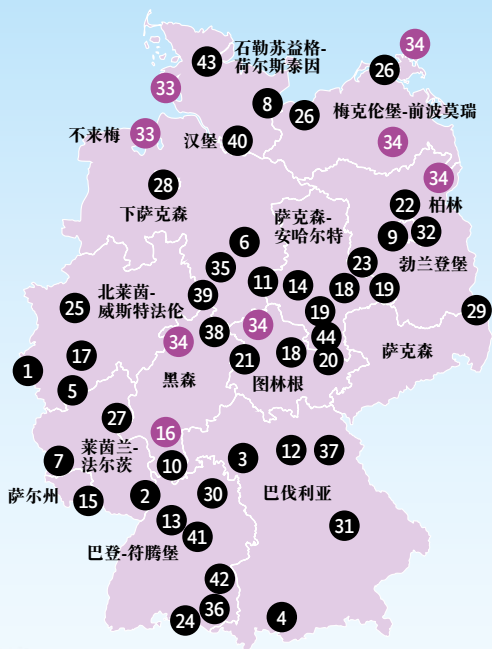 34
石勒苏益格-
43
荷尔斯泰因
26
33
8
26
梅克伦堡-前波莫瑞
不来梅
33
汉堡
40
34
28
34
下萨克森
22
柏林
萨克森-
安哈尔特
6
9
32
勃兰登堡
35
23
11
14
18
19
北莱茵-
威斯特法伦
39
25
19
29
34
38
34
44
萨克森
17
21
18
20
1
黑森
图林根
5
27
16
莱茵兰-
法尔茨
7
10
3
12
37
萨尔州
15
2
30
巴伐利亚
13
31
41
巴登-符腾堡
42
36
24
4